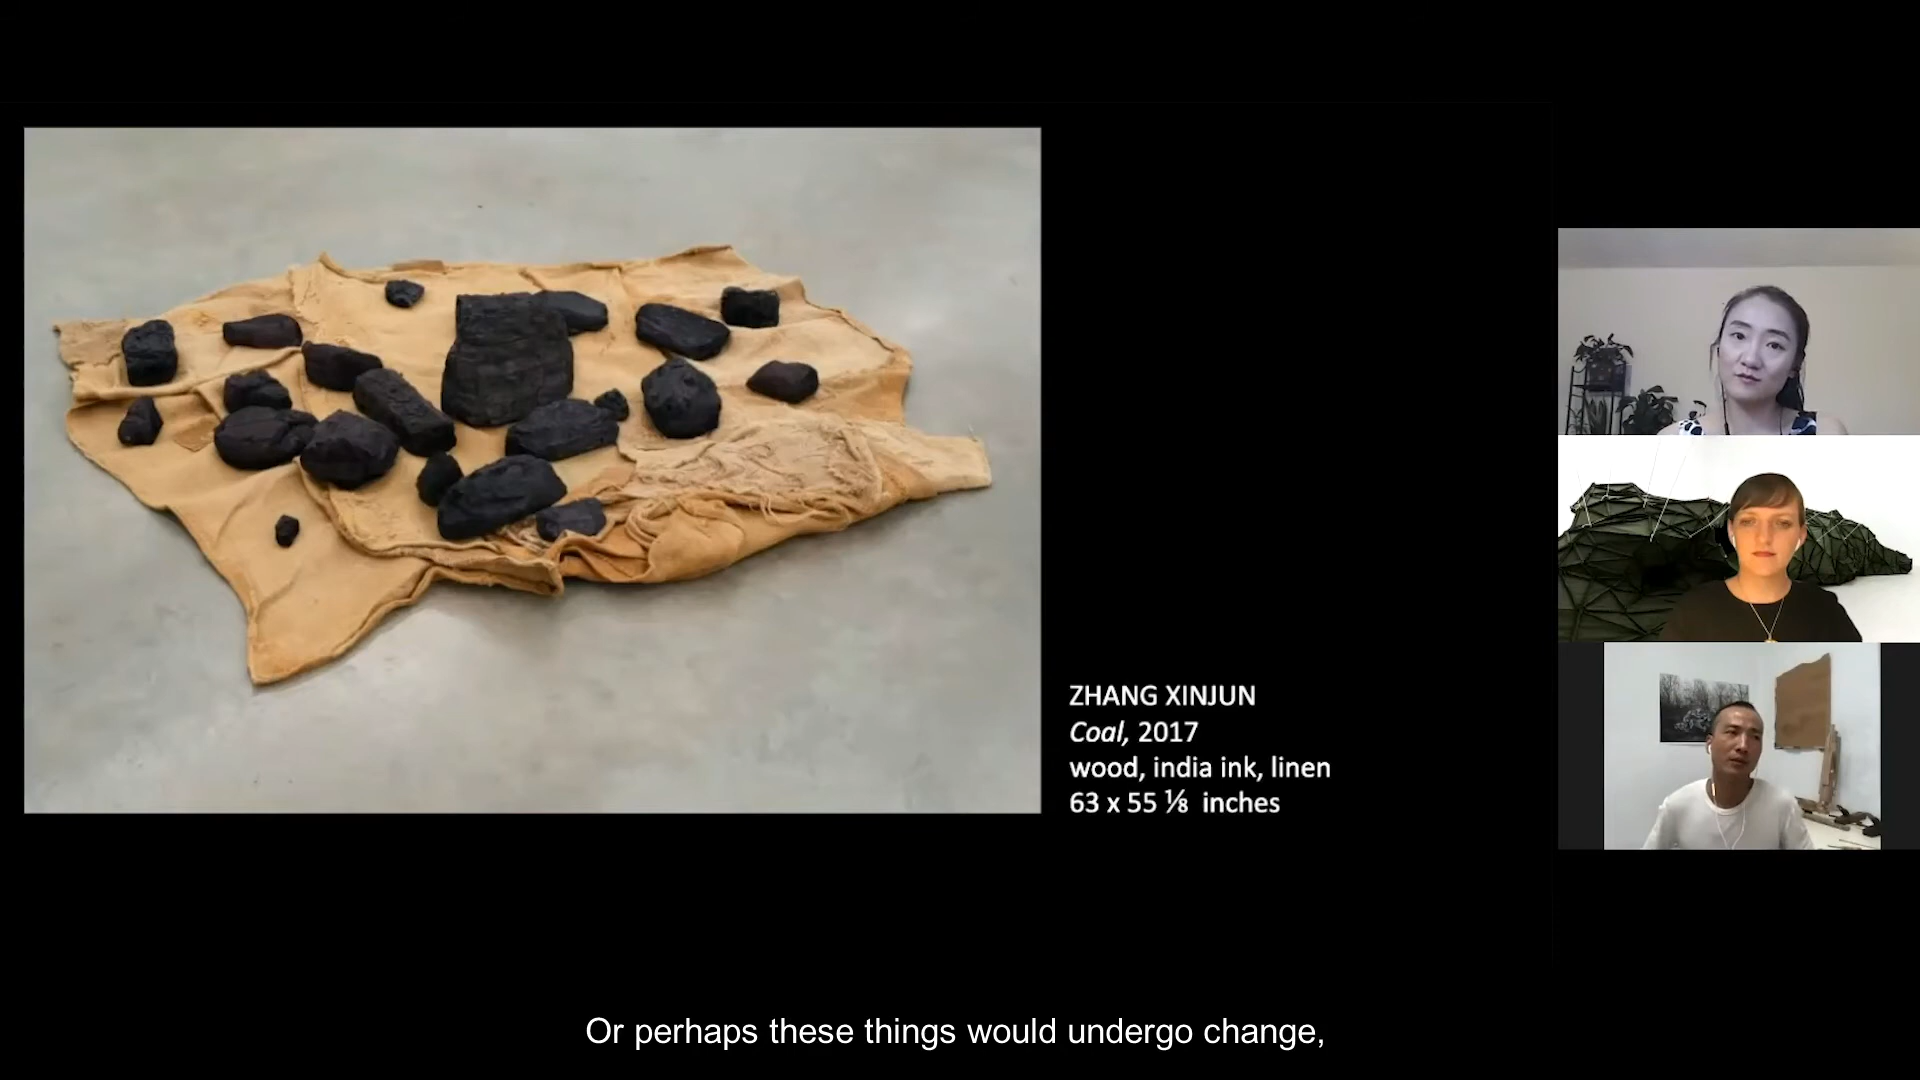 ZHANG XINJUN
Coal, 2017
wood, india ink, linen
63 x 55 ⅛ inches
Or perhaps these things would undergo change,